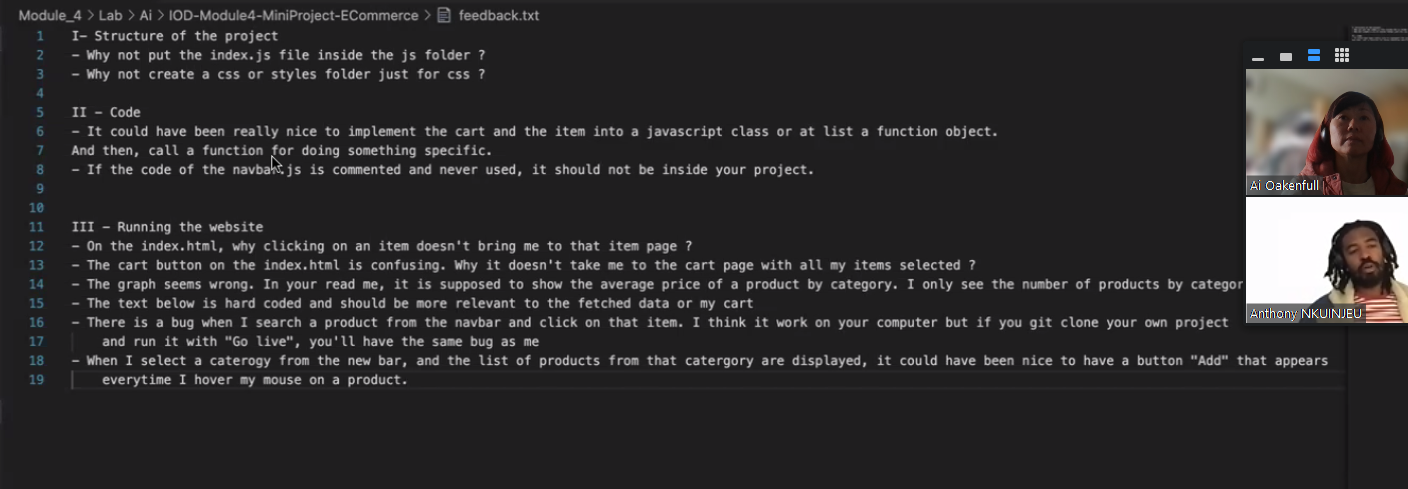 Module_4 > Lab > Ai > IOD-Module4-MiniProject-ECommerce > feedback.txt
1 I- Structure of the project
2 - Why not put the index.js file inside the js folder ?
3 - Why not create a css or styles folder just for css ?
4
5 II - Code
6 - It could have been really nice to implement the cart and the item into a javascript class or at list a function object.
7 And then, call a function for doing something specific.
8 - If the code of the navbar.js is commented and never used, it should not be inside your project.
9
10
11 III - Running the website
12 - On the index.html, why clicking on an item doesn't bring me to that item page ?
13 - The cart button on the index.html is confusing. Why it doesn't take me to the cart page with all my items selected ?
14 - The graph seems wrong. In your read me, it is supposed to show the average price of a product by category. I only see the number of products by categor
15 - The text below is hard coded and should be more relevant to the fetched data or my cart
16 - There is a bug when I search a product from the navbar and click on that item. I think it work on your computer but if you git clone your own project
17 and run it with "Go live", you'll have the same bug as me
18 - When I select a caterogy from the new bar, and the list of products from that catergory are displayed, it could have been nice to have a button "Add" that appears
19 everytime I hover my mouse on a product.
Ai Oakenfull
Anthony NKUINJEU